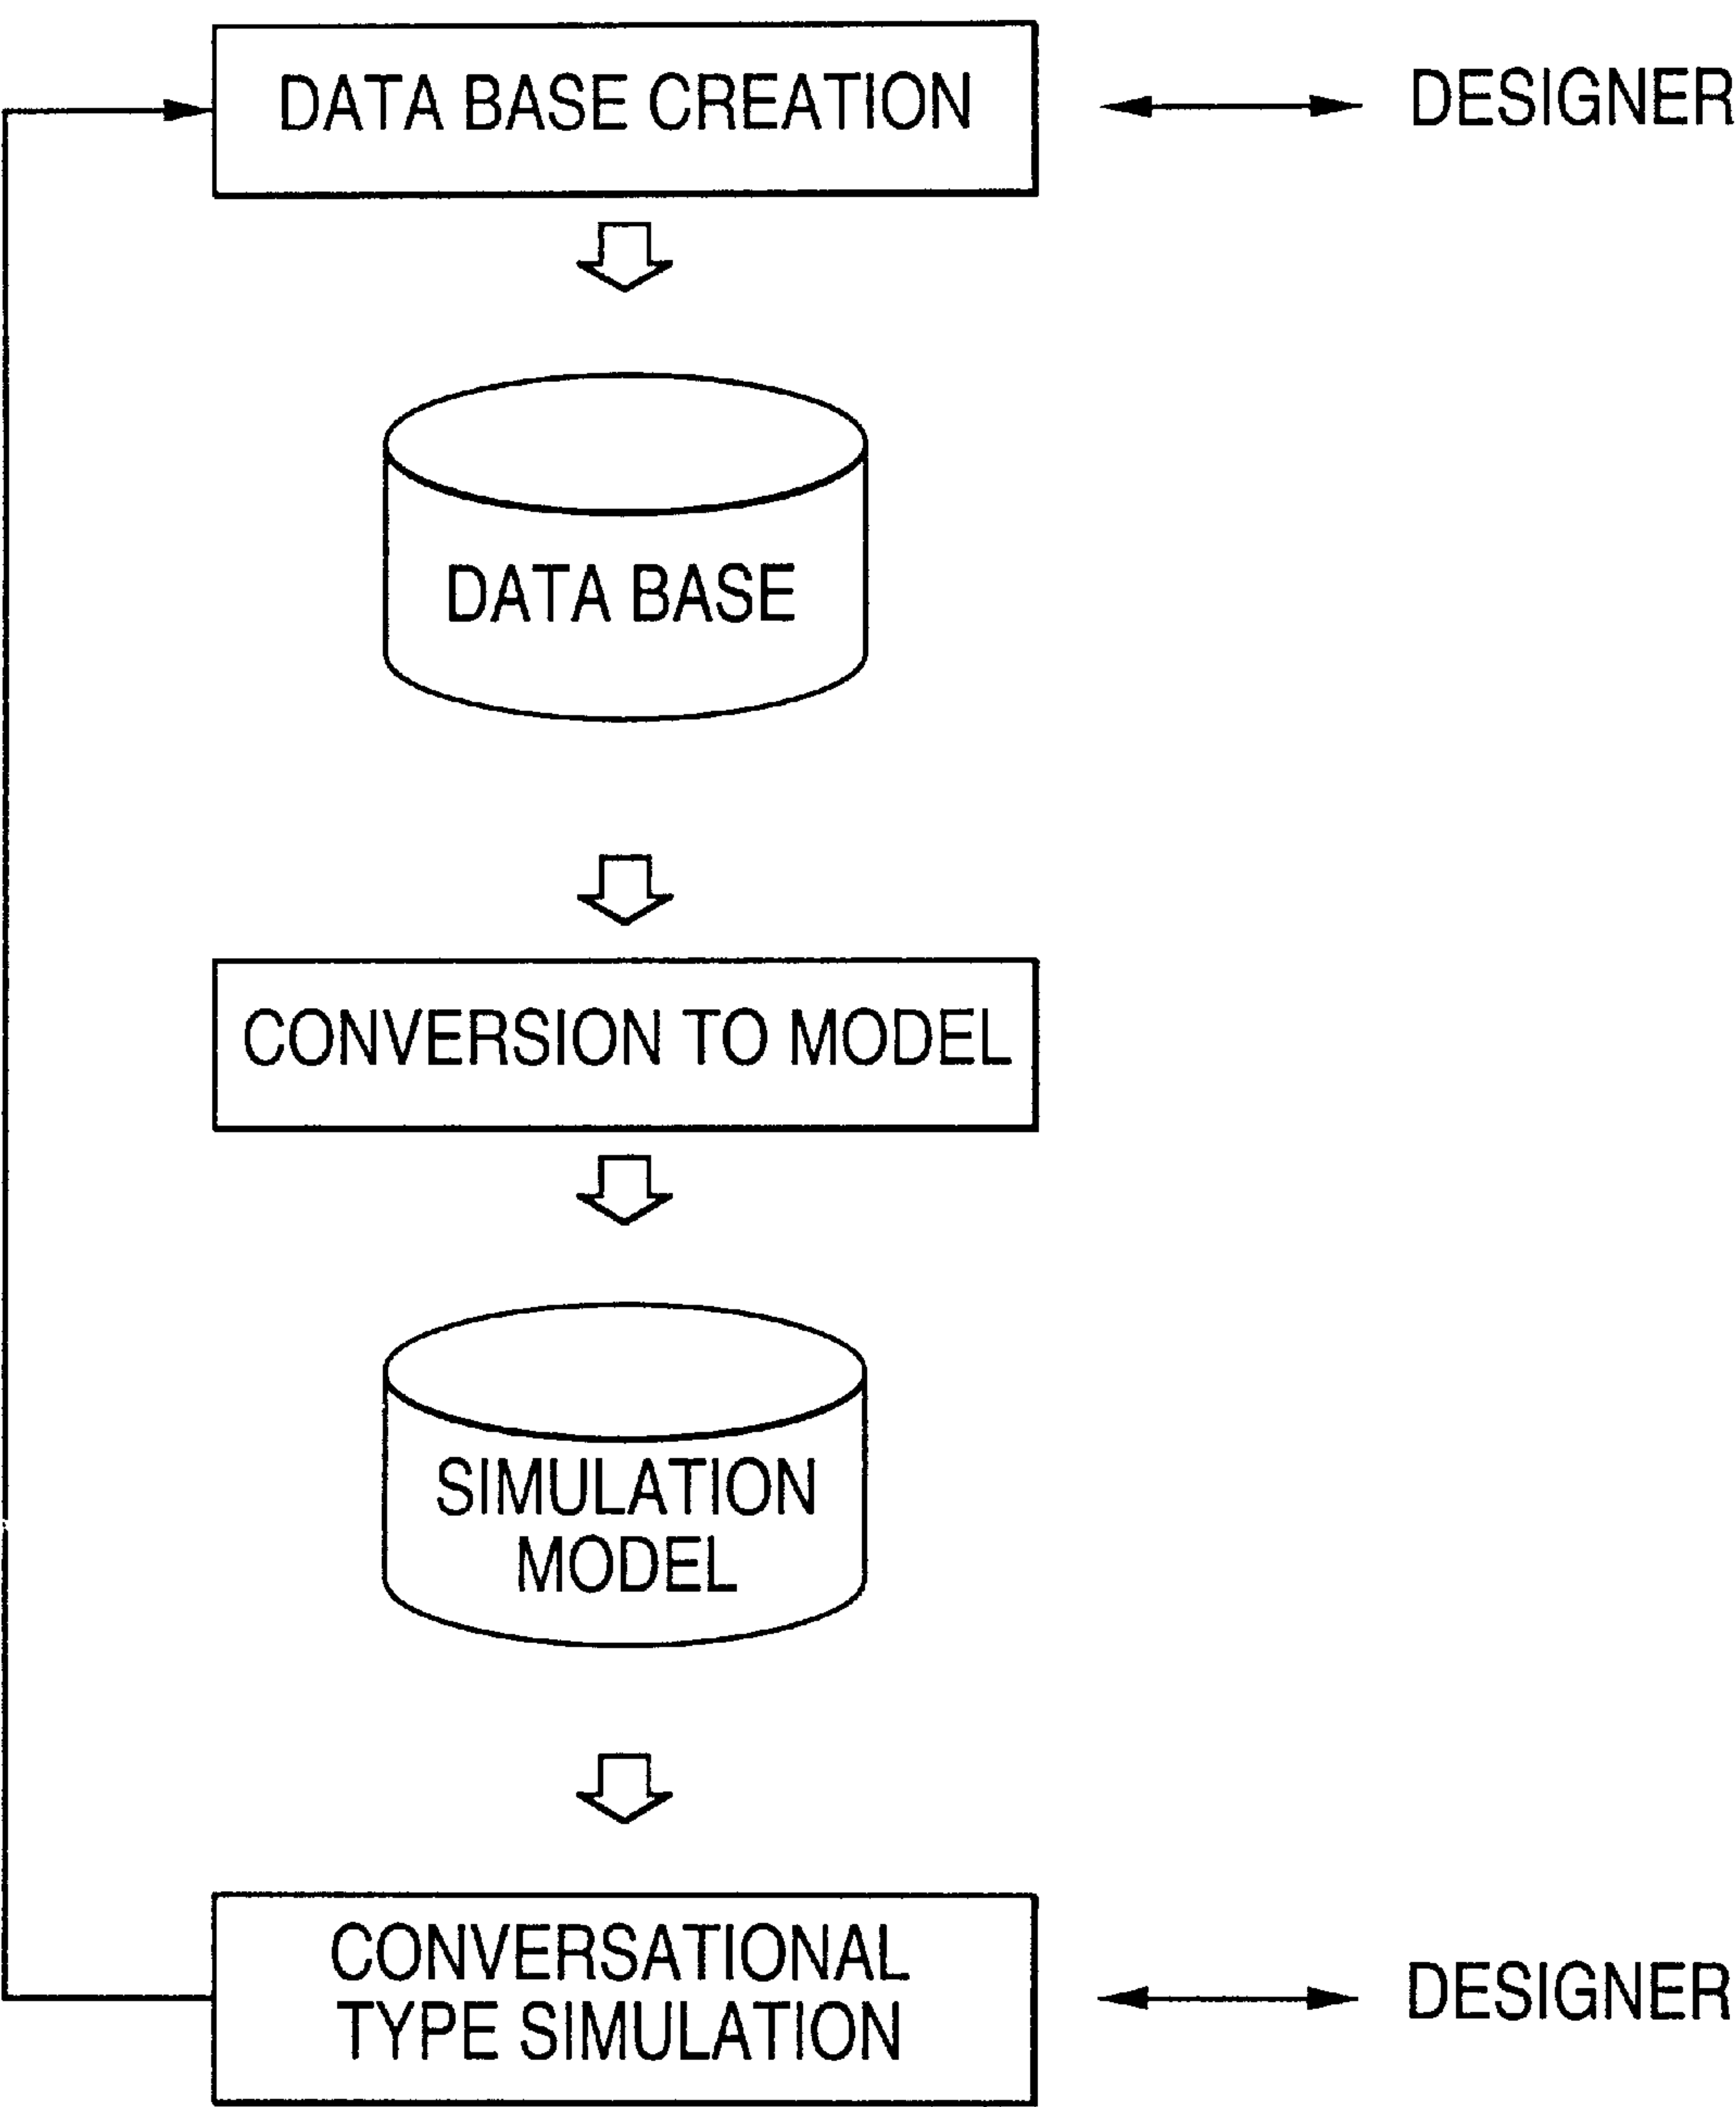 DATA BASE CREATION
DESIGNER
DATA BASE
CONVERSION TO MODEL
SIMULATION
MODEL
CONVERSATIONAL
TYPE SIMULATION
DESIGNER